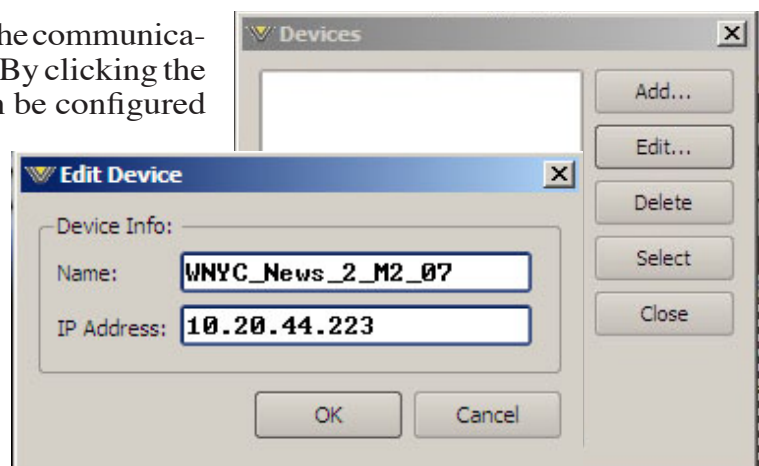 he communica-
By clicking the
be configured
Devices
Add...
Edit...
Delete
Select
Close
Edit Device
Device Info:
Name: WNYC_News_2_M2_07
IP Address: 10.20.44.223
OK Cancel